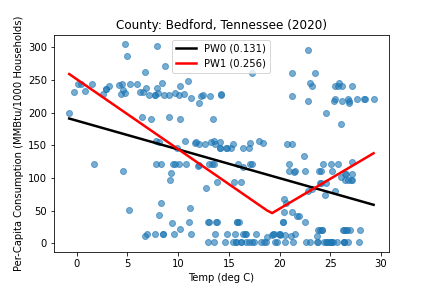 County: Bedford, Tennessee (2020)
Per-Capita Consumption (MMBtu/1000 Households)
300
250
200
150
100
50
0
PW0 (0.131)
PW1 (0.256)
0 5 10 15 20 25 30
Temp (deg C)